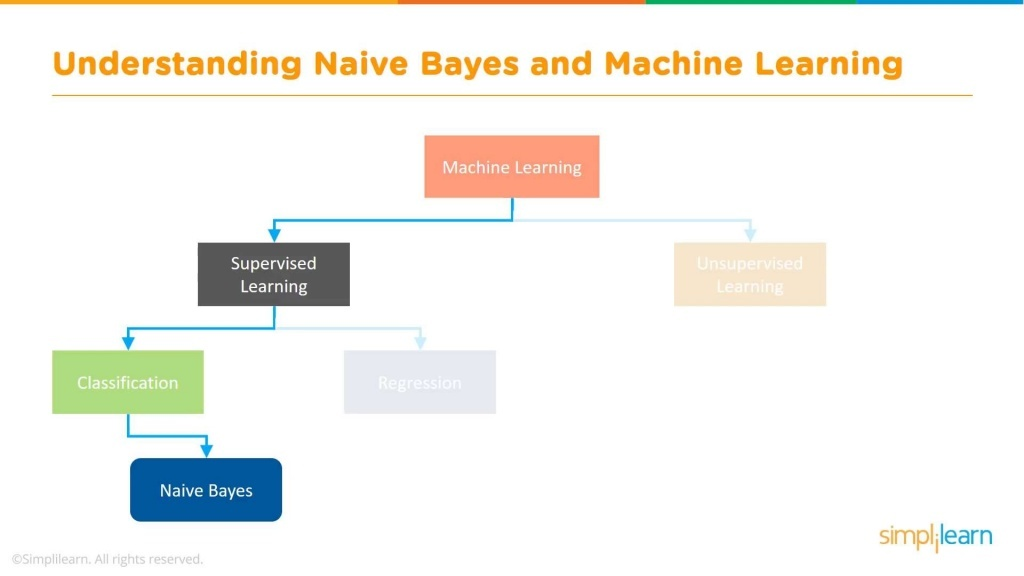 Understanding Naive Bayes and Machine Learning
Machine Learning
Supervised
Learning
Unsupervised
Learning
Classification
Regression
Naive Bayes
simplilearn
©Simplilearn. All rights reserved.